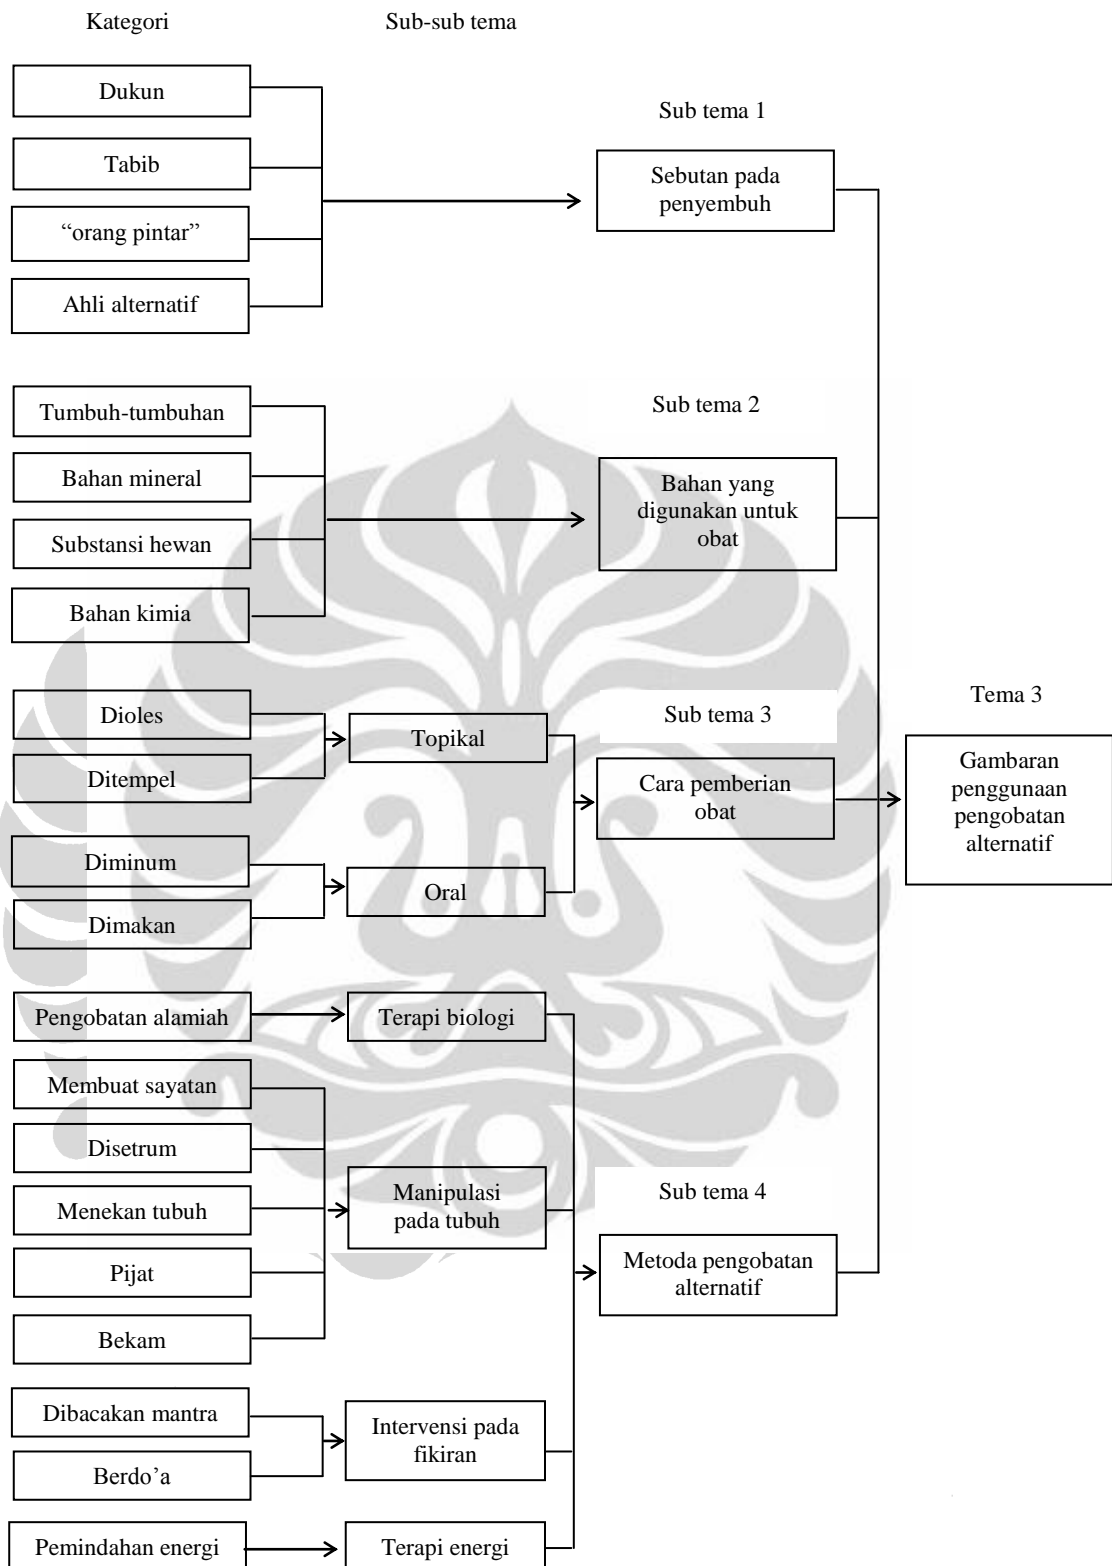 Kategori
Sub-sub tema
Dukun
Tabib
“orang pintar”
Ahli alternatif
Sub tema 1
Sebutan pada
penyembuh
Tumbuh-tumbuhan
Bahan mineral
Substansi hewan
Bahan kimia
Sub tema 2
Bahan yang
digunakan untuk
obat
Dioles
Ditempel
Topikal
Diminum
Dimakan
Oral
Sub tema 3
Cara pemberian
obat
Tema 3
Gambaran
penggunaan
pengobatan
alternatif
Pengobatan alamiah
Terapi biologi
Membuat sayatan
Disetrum
Menekan tubuh
Pijat
Bekam
Manipulasi
pada tubuh
Sub tema 4
Metoda pengobatan
alternatif
Dibacakan mantra
Berdo’a
Intervensi pada
fikiran
Pemindahan energi
Terapi energi